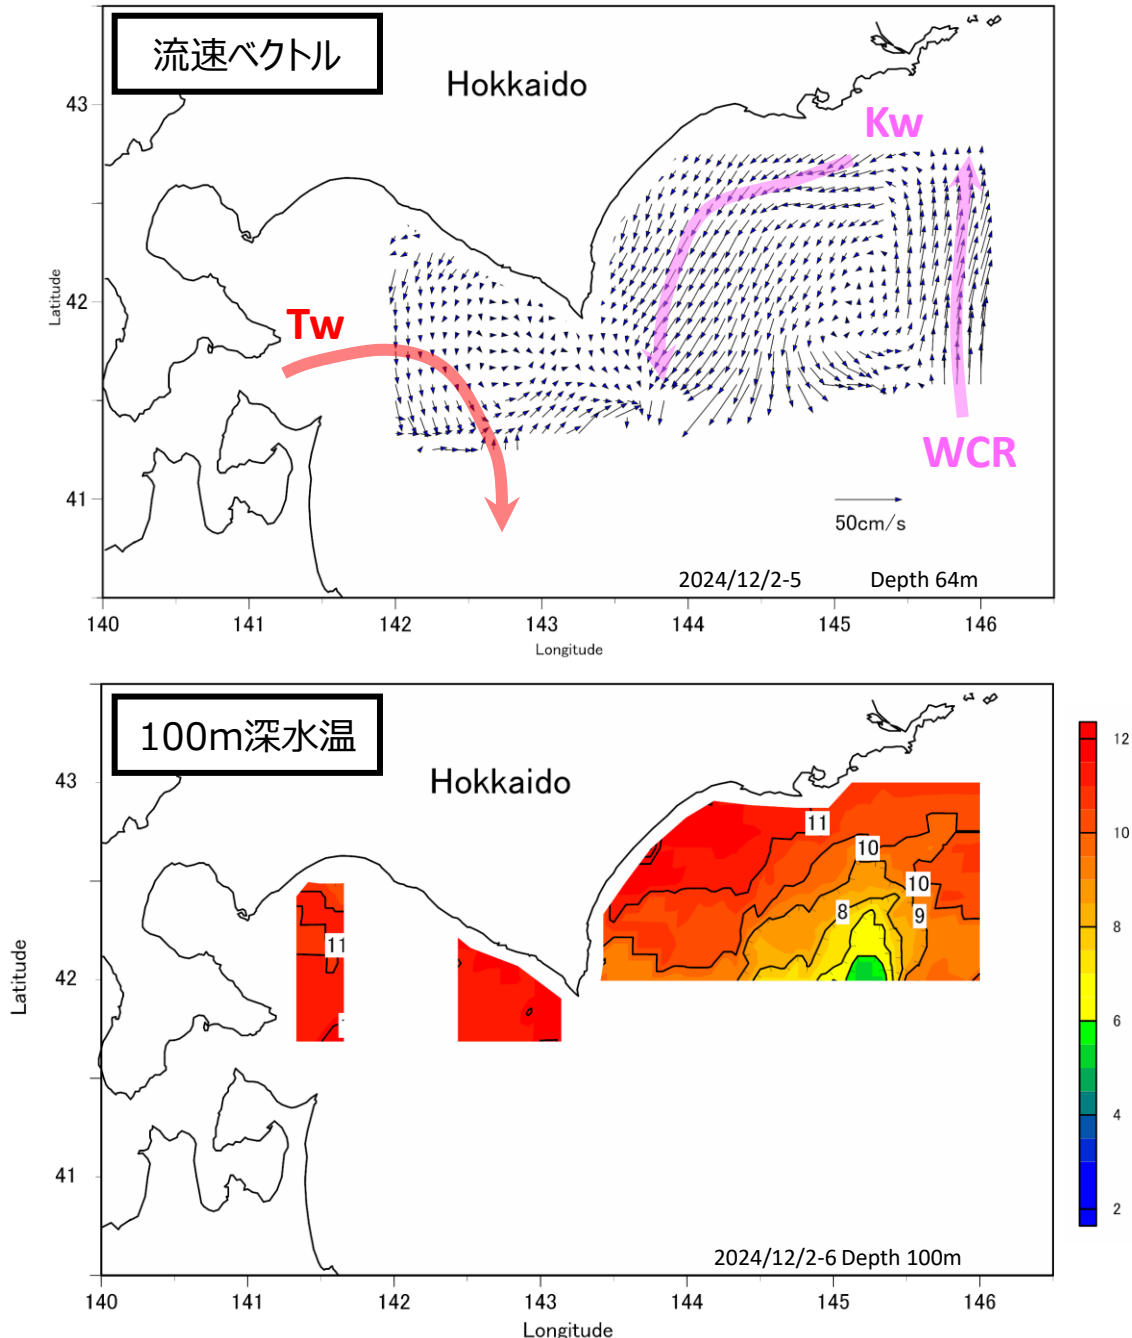 流速ベクトル
Hokkaido
Kw
Tw
WCR
50cm/s
2024/12/2-5 Depth 64m
43
42
41
Latitude
140 141 142 143 144 145 146
Longitude
100m深水温
Hokkaido
11
10
10
8
9
11
2024/12/2-6 Depth 100m
43
42
41
Latitude
140 141 142 143 144 145 146
Longitude
12
10
8
6
4
2